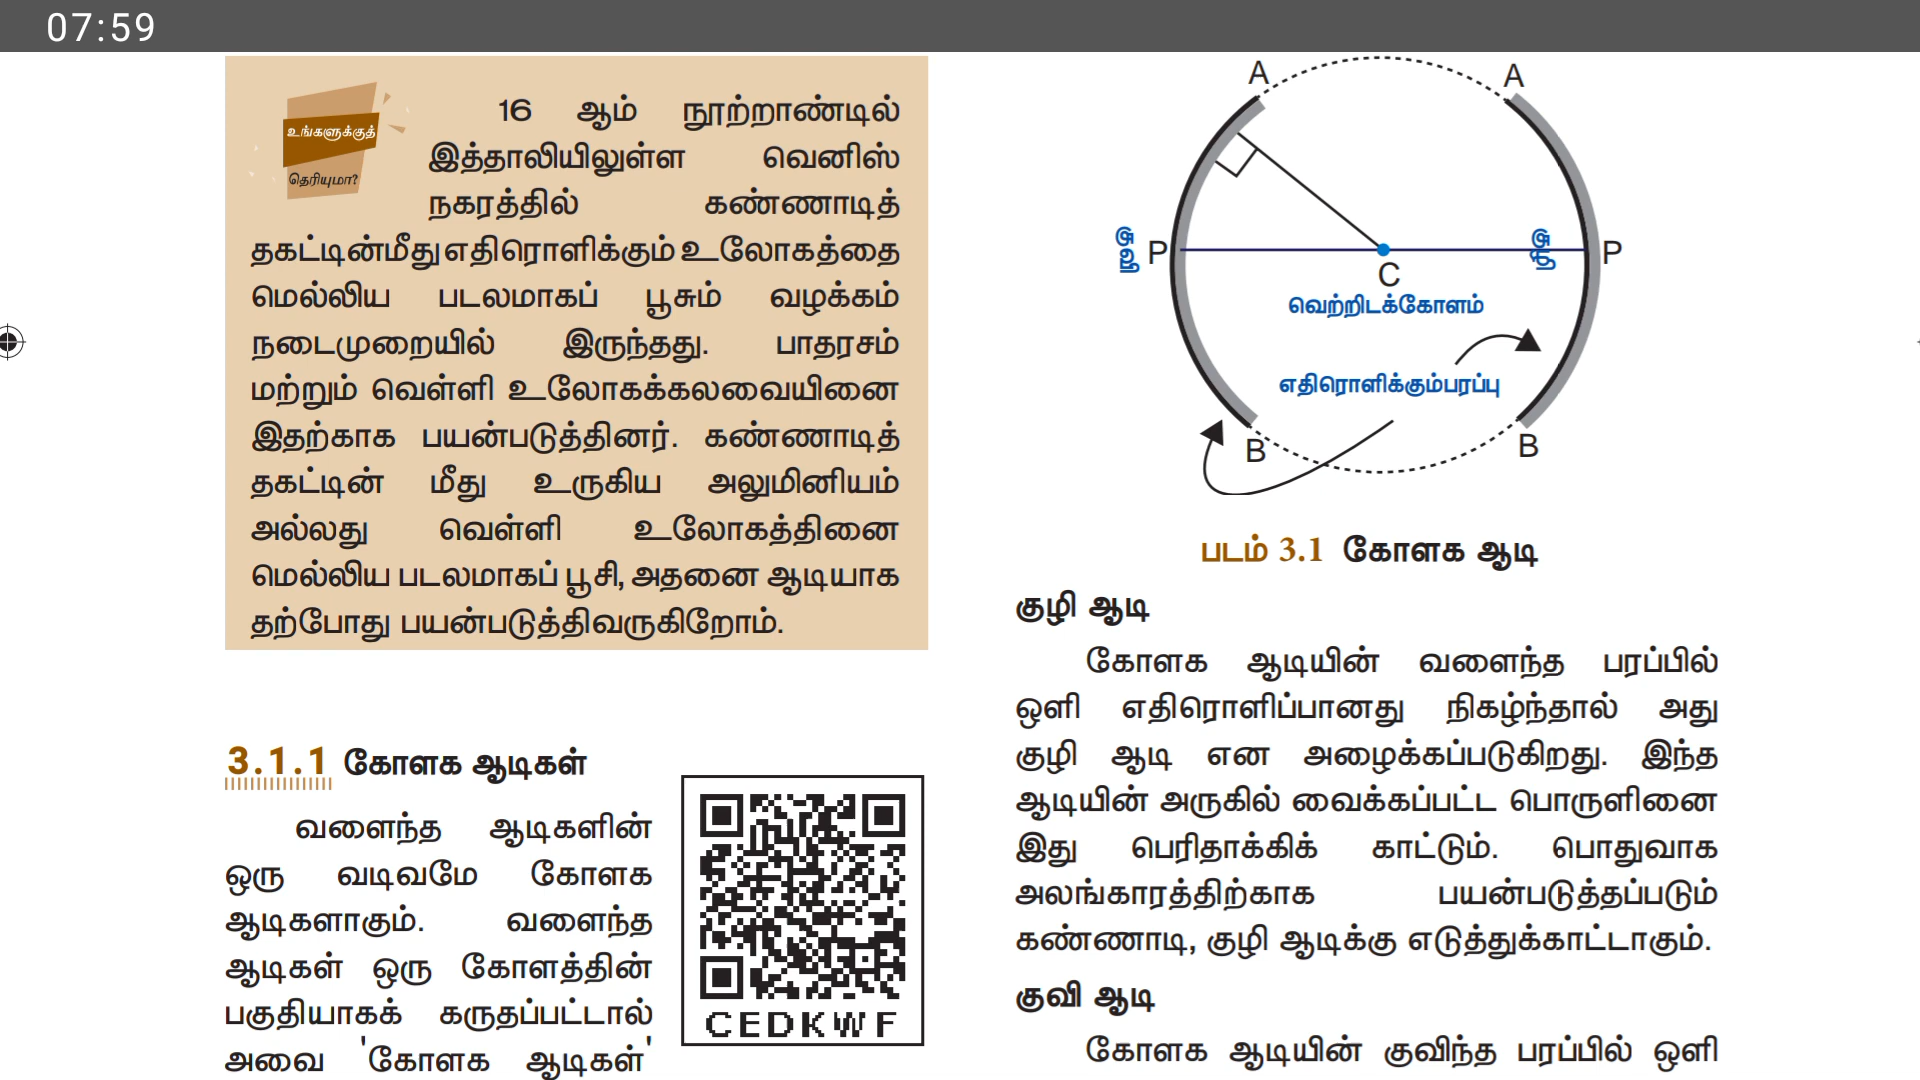 07:59
உங்களுக்குத்
தெரியுமா?
16 ஆம் நூற்றாண்டில்
இத்தாலியிலுள்ள வெனிஸ்
நகரத்தில் கண்ணாடித்
தகட்டின்மீது எதிரொளிக்கும் உலோகத்தை
மெல்லிய படலமாகப் பூசும் வழக்கம்
நடைமுறையில் இருந்தது. பாதரசம்
மற்றும் வெள்ளி உலோகக்கலவையினை
இதற்காக பயன்படுத்தினர். கண்ணாடித்
தகட்டின் மீது உருகிய அலுமினியம்
அல்லது வெள்ளி உலோகத்தினை
மெல்லிய படலமாகப் பூசி, அதனை ஆடியாக
தற்போது பயன்படுத்திவருகிறோம்.
3.1.1 கோளக ஆடிகள்
வளைந்த ஆடிகளின்
ஒரு வடிவமே கோளக
ஆடிகளாகும். வளைந்த
ஆடிகள் ஒரு கோளத்தின்
பகுதியாகக் கருதப்பட்டால்
அவை 'கோளக ஆடிகள்'
CEDKWF
A
A
P
P
C
வெற்றிடக்கோளம்
எதிரொளிக்கும்பரப்பு
B
B
படம் 3.1 கோளக ஆடி
குழி ஆடி
கோளக ஆடியின் வளைந்த பரப்பில்
ஒளி எதிரொளிப்பானது நிகழ்ந்தால் அது
குழி ஆடி என அழைக்கப்படுகிறது. இந்த
ஆடியின் அருகில் வைக்கப்பட்ட பொருளினை
இது பெரிதாக்கிக் காட்டும். பொதுவாக
அலங்காரத்திற்காக பயன்படுத்தப்படும்
கண்ணாடி, குழி ஆடிக்கு எடுத்துக்காட்டாகும்.
குவி ஆடி
கோளக ஆடியின் குவிந்த பரப்பில் ஒளி